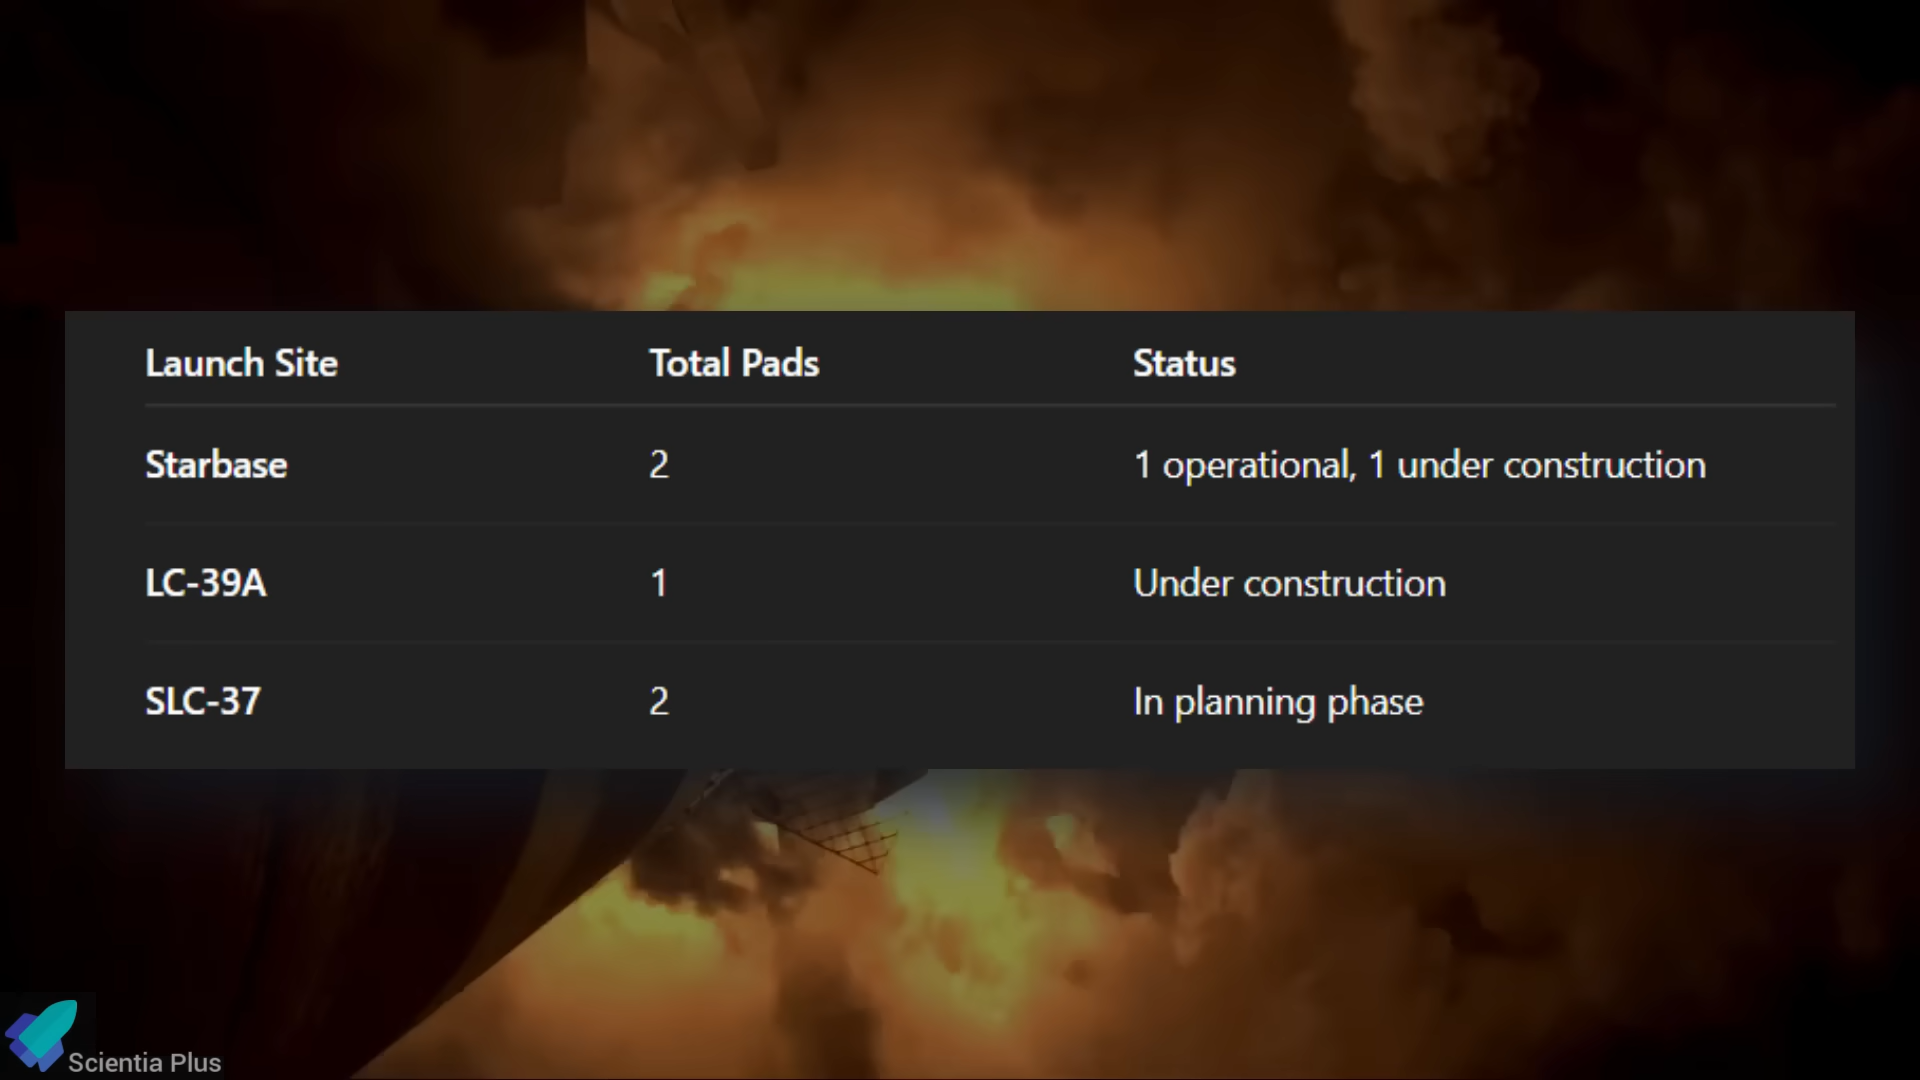 Launch Site Total Pads Status
Starbase 2 1 operational, 1 under construction
LC-39A 1 Under construction
SLC-37 2 In planning phase
Scientia Plus